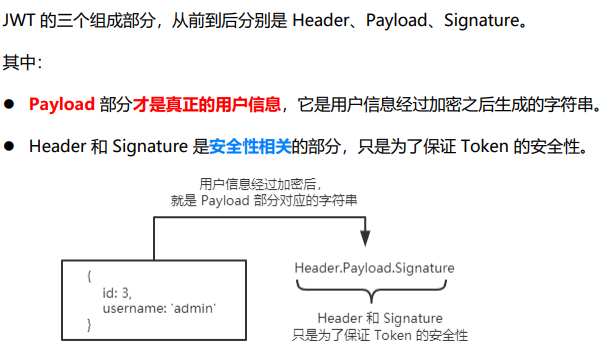 JWT 的三个组成部分，从前到后分别是 Header、Payload、Signature。
其中：
● Payload 部分才是真正的用户信息，它是用户信息经过加密之后生成的字符串。
● Header 和 Signature 是安全性相关的部分，只是为了保证 Token 的安全性。
用户信息经过加密后，
就是 Payload 部分对应的字符串
{
id: 3,
username: 'admin'
}
Header.Payload.Signature
Header 和 Signature
只是为了保证 Token 的安全性